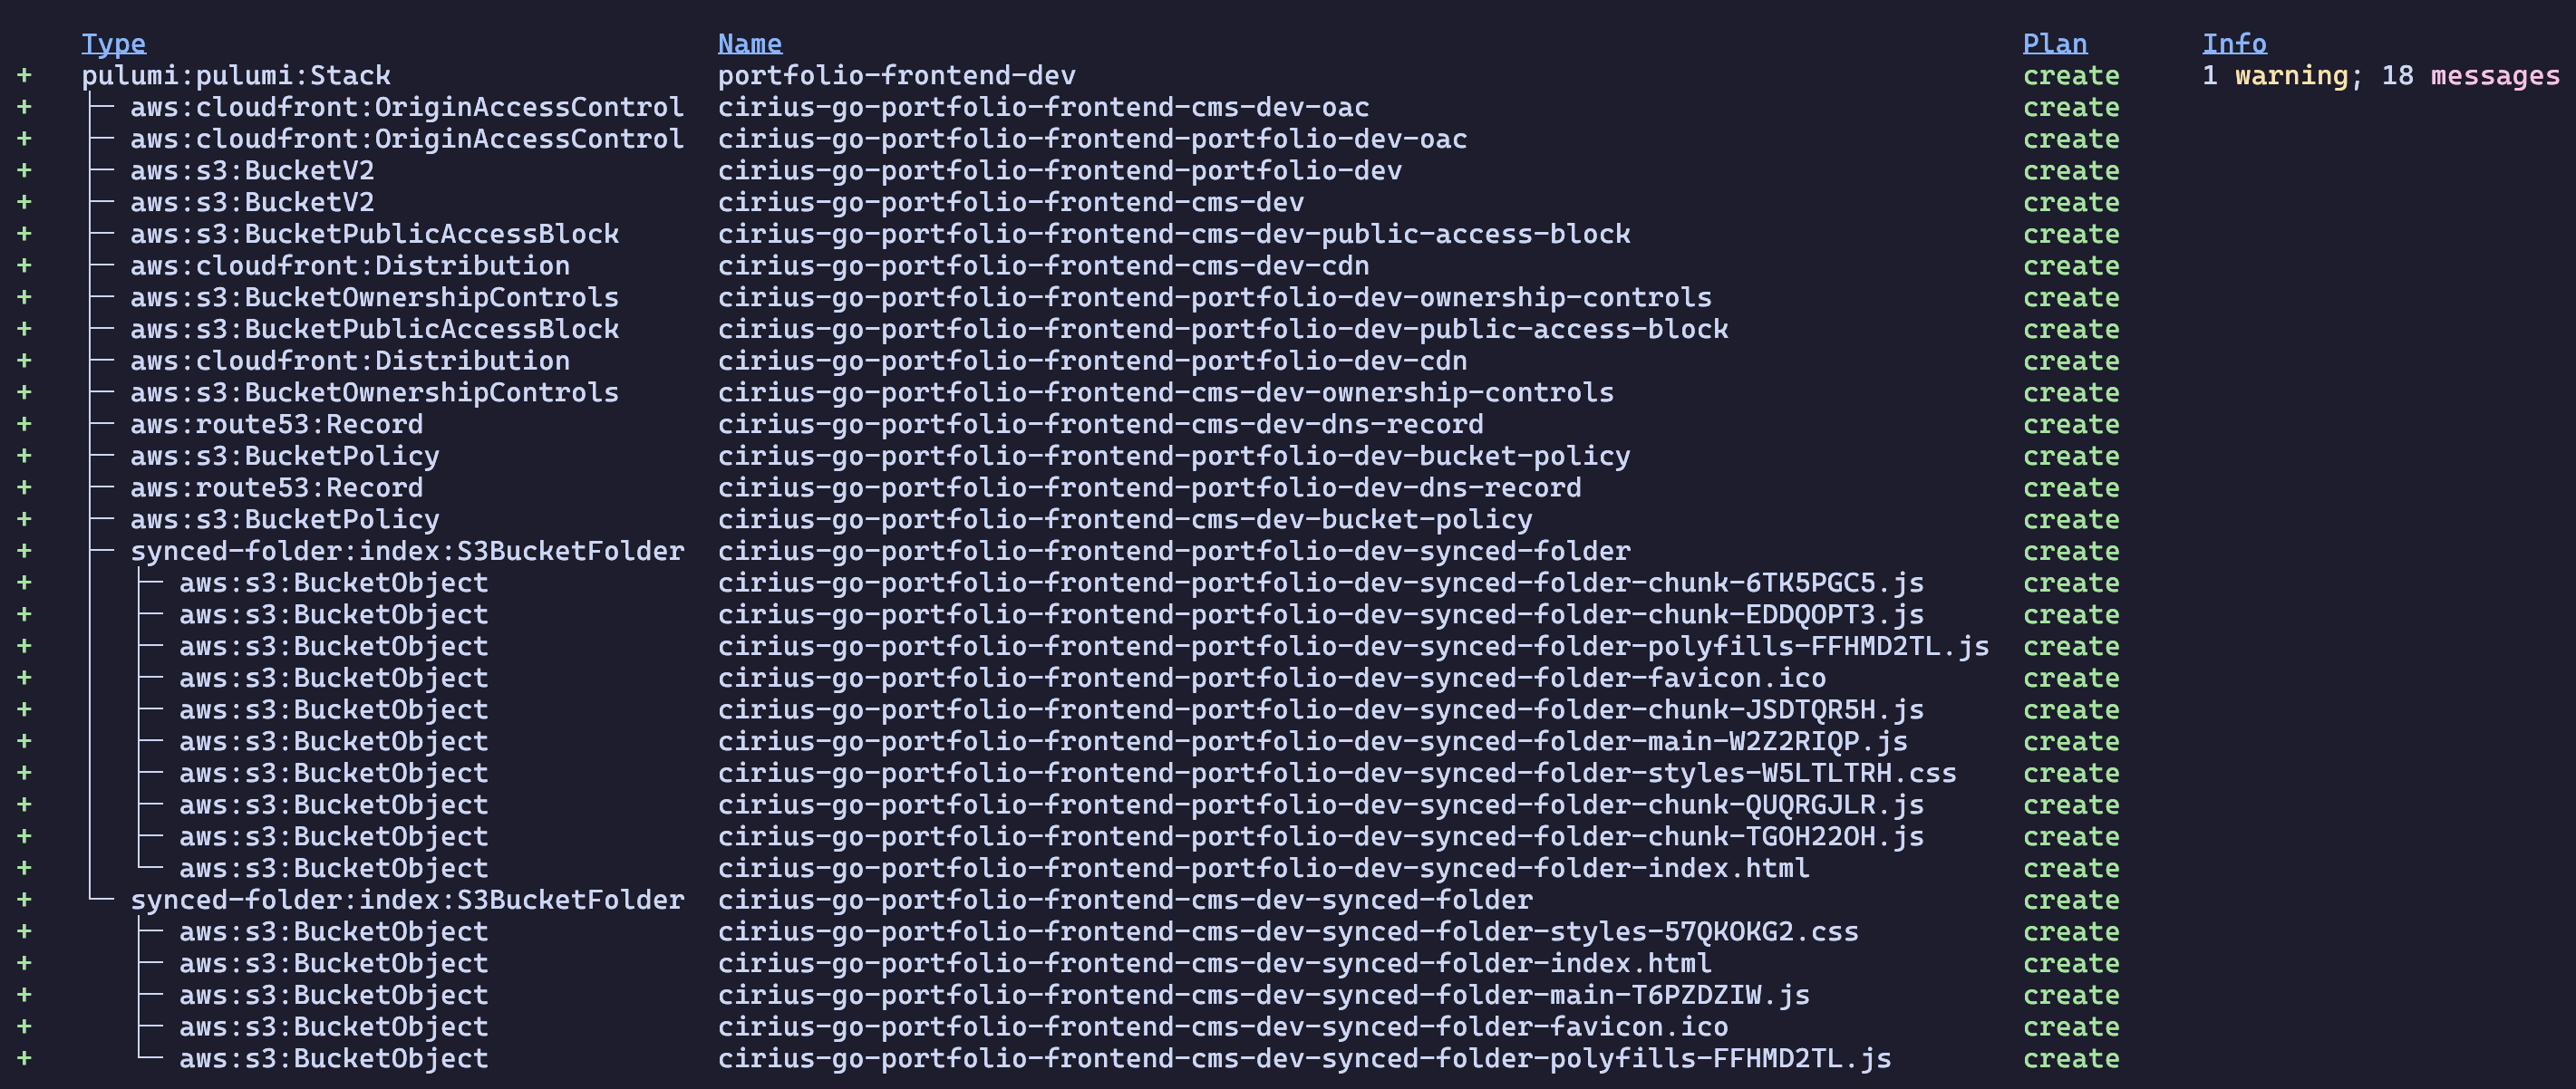 Type Name Plan Info
+ pulumi:pulumi:Stack portfolio-frontend-dev create 1 warning; 18 messages
+ ├─ aws:cloudfront:OriginAccessControl cirius-go-portfolio-frontend-cms-dev-oac create
+ ├─ aws:cloudfront:OriginAccessControl cirius-go-portfolio-frontend-portfolio-dev-oac create
+ ├─ aws:s3:BucketV2 cirius-go-portfolio-frontend-portfolio-dev create
+ ├─ aws:s3:BucketV2 cirius-go-portfolio-frontend-cms-dev create
+ ├─ aws:s3:BucketPublicAccessBlock cirius-go-portfolio-frontend-cms-dev-public-access-block create
+ ├─ aws:cloudfront:Distribution cirius-go-portfolio-frontend-cms-dev-cdn create
+ ├─ aws:s3:BucketOwnershipControls cirius-go-portfolio-frontend-portfolio-dev-ownership-controls create
+ ├─ aws:s3:BucketPublicAccessBlock cirius-go-portfolio-frontend-portfolio-dev-public-access-block create
+ ├─ aws:cloudfront:Distribution cirius-go-portfolio-frontend-portfolio-dev-cdn create
+ ├─ aws:s3:BucketOwnershipControls cirius-go-portfolio-frontend-cms-dev-ownership-controls create
+ ├─ aws:route53:Record cirius-go-portfolio-frontend-cms-dev-dns-record create
+ ├─ aws:s3:BucketPolicy cirius-go-portfolio-frontend-portfolio-dev-bucket-policy create
+ ├─ aws:route53:Record cirius-go-portfolio-frontend-portfolio-dev-dns-record create
+ ├─ aws:s3:BucketPolicy cirius-go-portfolio-frontend-cms-dev-bucket-policy create
+ ├─ synced-folder:index:S3BucketFolder cirius-go-portfolio-frontend-portfolio-dev-synced-folder create
+ │ ├─ aws:s3:BucketObject cirius-go-portfolio-frontend-portfolio-dev-synced-folder-chunk-6TK5PGC5.js create
+ │ ├─ aws:s3:BucketObject cirius-go-portfolio-frontend-portfolio-dev-synced-folder-chunk-EDDQOPT3.js create
+ │ ├─ aws:s3:BucketObject cirius-go-portfolio-frontend-portfolio-dev-synced-folder-polyfills-FFHMD2TL.js create
+ │ ├─ aws:s3:BucketObject cirius-go-portfolio-frontend-portfolio-dev-synced-folder-favicon.ico create
+ │ ├─ aws:s3:BucketObject cirius-go-portfolio-frontend-portfolio-dev-synced-folder-chunk-JSDTQR5H.js create
+ │ ├─ aws:s3:BucketObject cirius-go-portfolio-frontend-portfolio-dev-synced-folder-main-W2Z2RIQP.js create
+ │ ├─ aws:s3:BucketObject cirius-go-portfolio-frontend-portfolio-dev-synced-folder-styles-W5LTLTRH.css create
+ │ ├─ aws:s3:BucketObject cirius-go-portfolio-frontend-portfolio-dev-synced-folder-chunk-QUQRGJLR.js create
+ │ ├─ aws:s3:BucketObject cirius-go-portfolio-frontend-portfolio-dev-synced-folder-chunk-TGOH22OH.js create
+ │ └─ aws:s3:BucketObject cirius-go-portfolio-frontend-portfolio-dev-synced-folder-index.html create
+ └─ synced-folder:index:S3BucketFolder cirius-go-portfolio-frontend-cms-dev-synced-folder create
+ ├─ aws:s3:BucketObject cirius-go-portfolio-frontend-cms-dev-synced-folder-styles-57QKOKG2.css create
+ ├─ aws:s3:BucketObject cirius-go-portfolio-frontend-cms-dev-synced-folder-index.html create
+ ├─ aws:s3:BucketObject cirius-go-portfolio-frontend-cms-dev-synced-folder-main-T6PZDZIW.js create
+ ├─ aws:s3:BucketObject cirius-go-portfolio-frontend-cms-dev-synced-folder-favicon.ico create
+ └─ aws:s3:BucketObject cirius-go-portfolio-frontend-cms-dev-synced-folder-polyfills-FFHMD2TL.js create